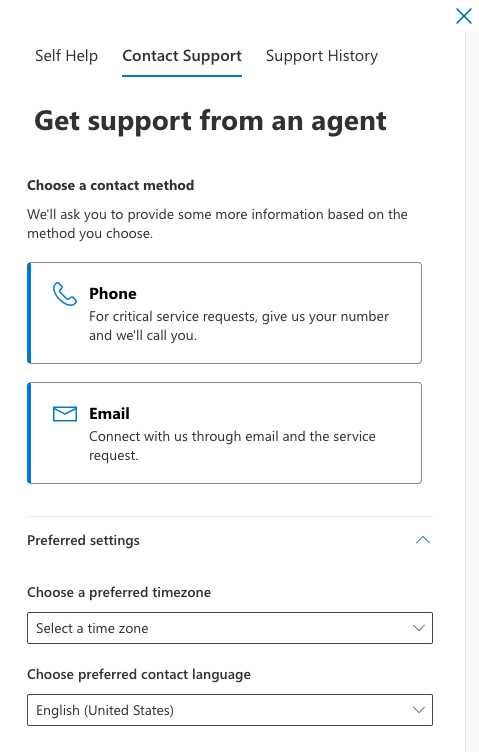 Self Help Contact Support Support History
Get support from an agent
Choose a contact method
We'll ask you to provide some more information based on the
method you choose.
Phone
For critical service requests, give us your number
and we'll call you.
Email
Connect with us through email and the service
request.
Preferred settings
Choose a preferred timezone
Select a time zone
Choose preferred contact language
English (United States)